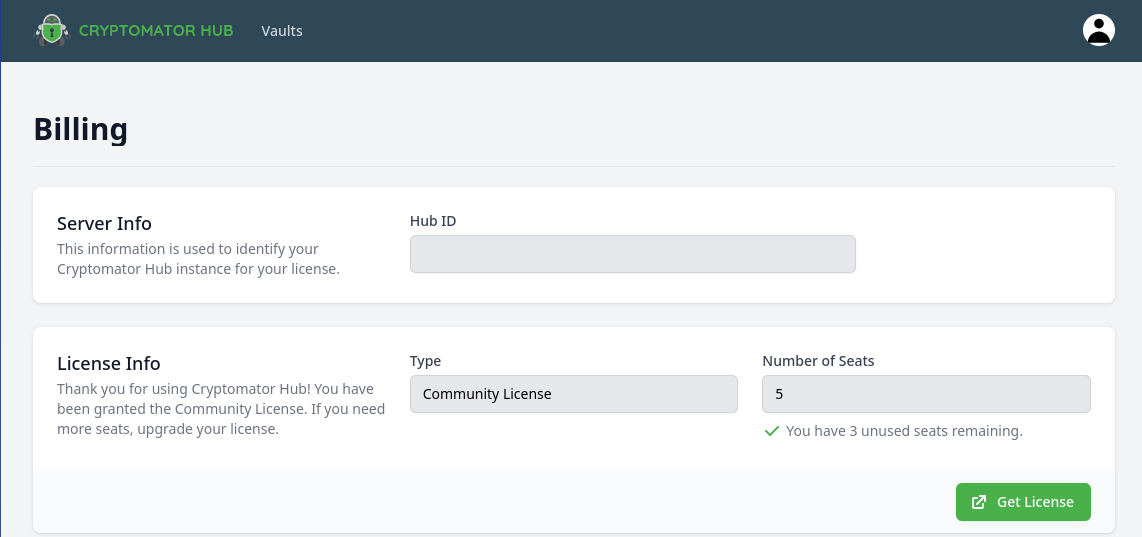 CRYPTOMATOR HUB Vaults
Billing
Server Info
This information is used to identify your
Cryptomator Hub instance for your license.
Hub ID
License Info
Thank you for using Cryptomator Hub! You have
been granted the Community License. If you need
more seats, upgrade your license.
Type
Community License
Number of Seats
5
You have 3 unused seats remaining.
Get License